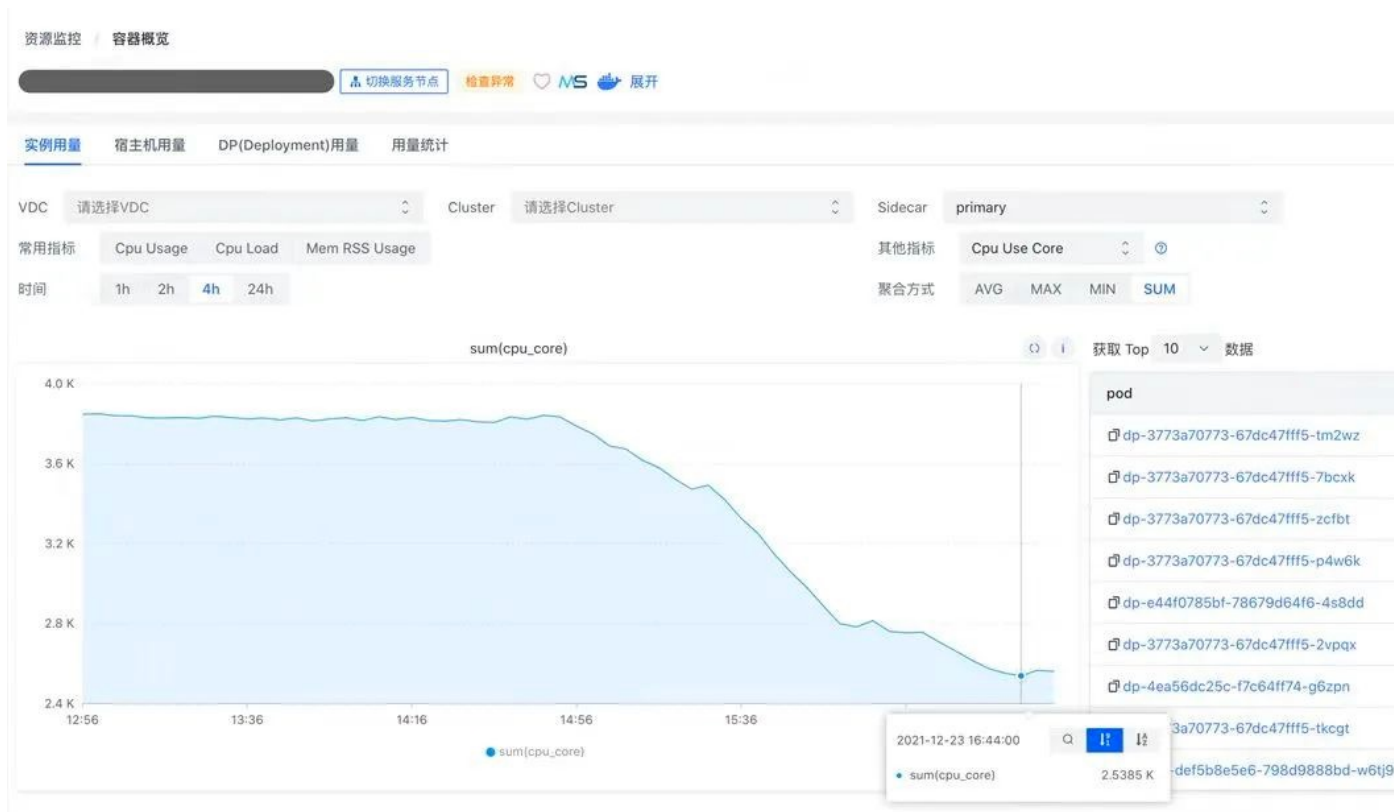 资源监控 / 容器概览
切换服务节点 检查异常 MS 展开
实例用量 宿主机用量 DP(Deployment)用量 用量统计
VDC 请选择VDC Cluster 请选择Cluster Sidecar primary
常用指标 Cpu Usage Cpu Load Mem RSS Usage 其他指标 Cpu Use Core
时间 1h 2h 4h 24h 聚合方式 AVG MAX MIN SUM
sum(cpu_core) 获取 Top 10 数据
pod
4.0 K
3.6 K
3.2 K
2.8 K
2.4 K
12:56 13:36 14:16 14:56 15:36
sum(cpu_core)
2021-12-23 16:44:00
sum(cpu_core) 2.5385 K
dp-3773a70773-67dc47fff5-tm2wz
dp-3773a70773-67dc47fff5-7bcxk
dp-3773a70773-67dc47fff5-zcfbt
dp-3773a70773-67dc47fff5-p4w6k
dp-e44f0785bf-78679d64f6-4s8dd
dp-3773a70773-67dc47fff5-2vpqx
dp-4ea56dc25c-f7c64ff74-g6zpn
3a70773-67dc47fff5-tkcgt
-def5b8e5e6-798d9888bd-w6tj9